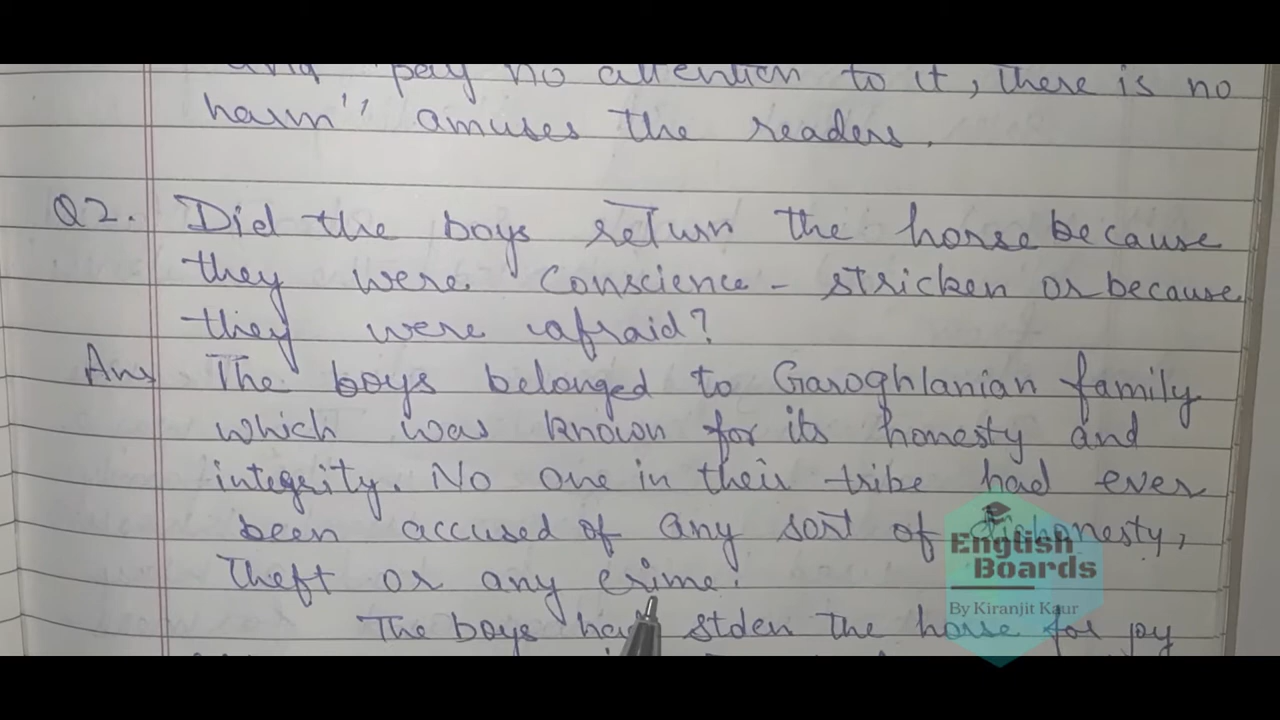 and pay no attention to it, there is no
harm" amuses the readers.
Q2. Did the boys return the horse because
they were conscience - stricken or because
they were afraid?
Ans The boys belonged to Garoghlanian family
which was known for its honesty and
integrity. No one in their tribe had ever
been accused of any sort of dishonesty,
theft or any crime.
The boys had stolen the horse for joy
English
Boards
By Kiranjit Kaur